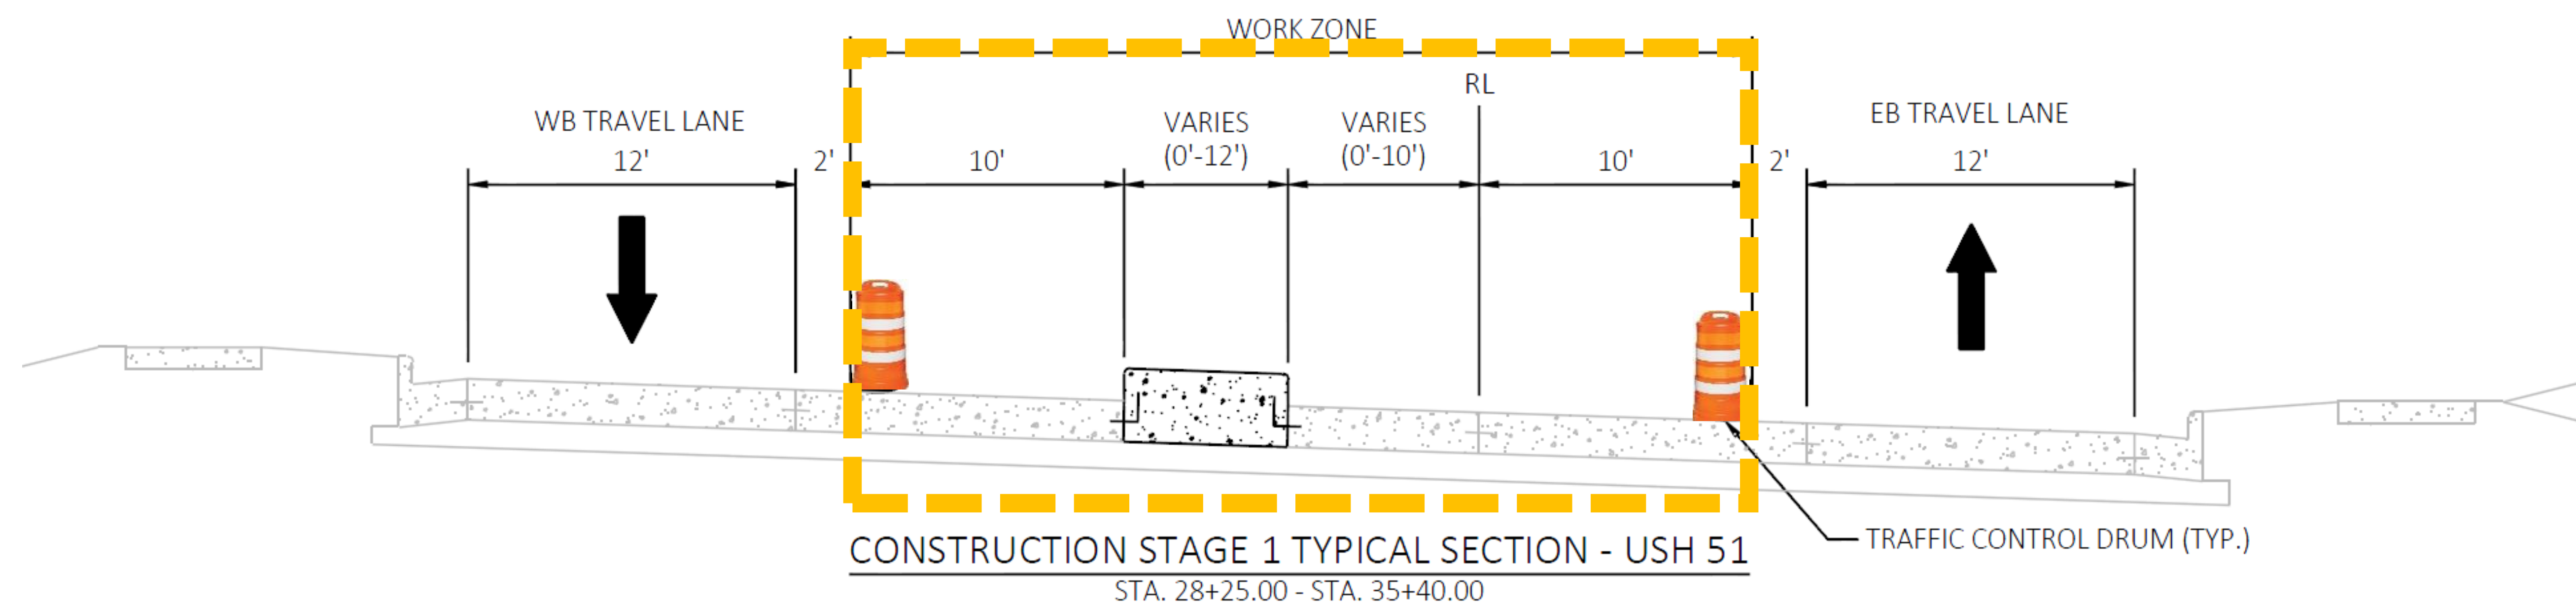 WORK ZONE
RL
WB TRAVEL LANE
VARIES
(0'-12')
VARIES
(0'-10')
EB TRAVEL LANE
12'
2'
10'
10'
2'
12'
CONSTRUCTION STAGE 1 TYPICAL SECTION - USH 51
STA. 28+25.00 - STA. 35+40.00
TRAFFIC CONTROL DRUM (TYP.)